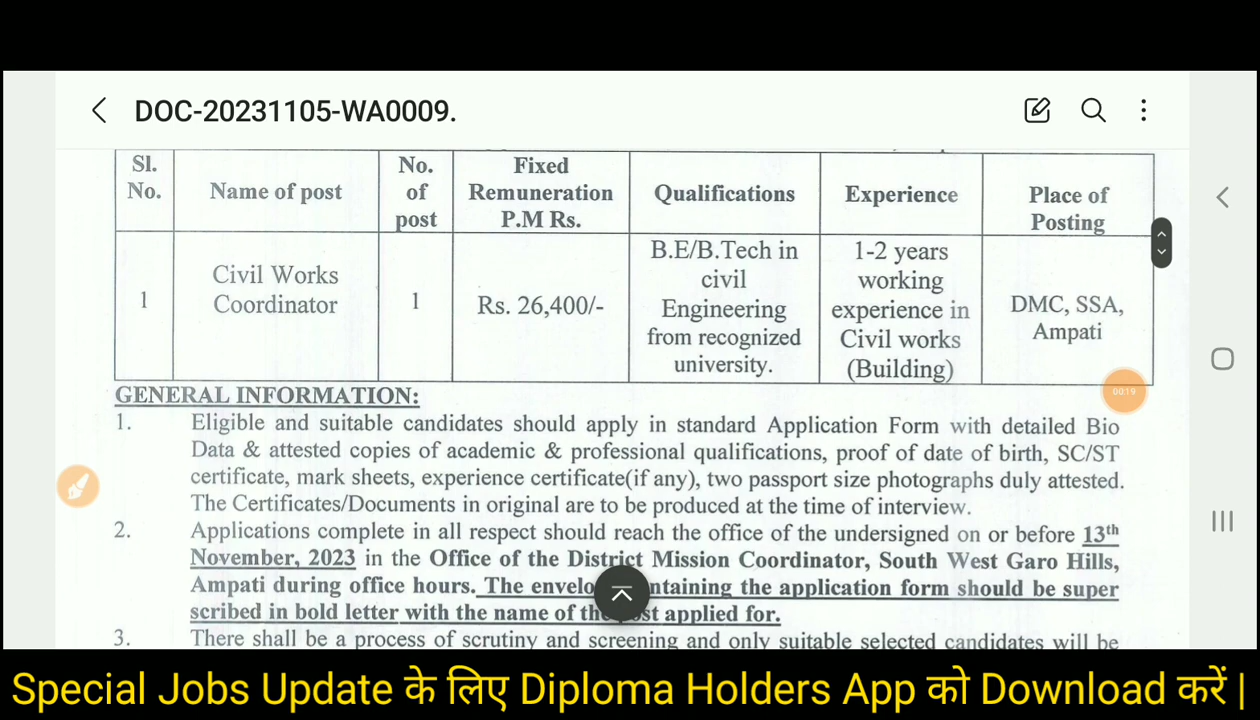 DOC-20231105-WA0009.
Sl. No.
Name of post
No. of post
Fixed Remuneration P.M Rs.
Qualifications
Experience
Place of Posting
1
Civil Works Coordinator
1
Rs. 26,400/-
B.E/B.Tech in civil Engineering from recognized university.
1-2 years working experience in Civil works (Building)
DMC, SSA, Ampati
GENERAL INFORMATION:
00:19
1. Eligible and suitable candidates should apply in standard Application Form with detailed Bio
Data & attested copies of academic & professional qualifications, proof of date of birth, SC/ST
certificate, mark sheets, experience certificate(if any), two passport size photographs duly attested.
The Certificates/Documents in original are to be produced at the time of interview.
2. Applications complete in all respect should reach the office of the undersigned on or before 13th
November, 2023 in the Office of the District Mission Coordinator, South West Garo Hills,
Ampati during office hours. The envelo ntaining the application form should be super
scribed in bold letter with the name of the st applied for.
3. There shall be a process of scrutiny and screening and only suitable selected candidates will be
Special Jobs Update के लिए Diploma Holders App को Download करें |